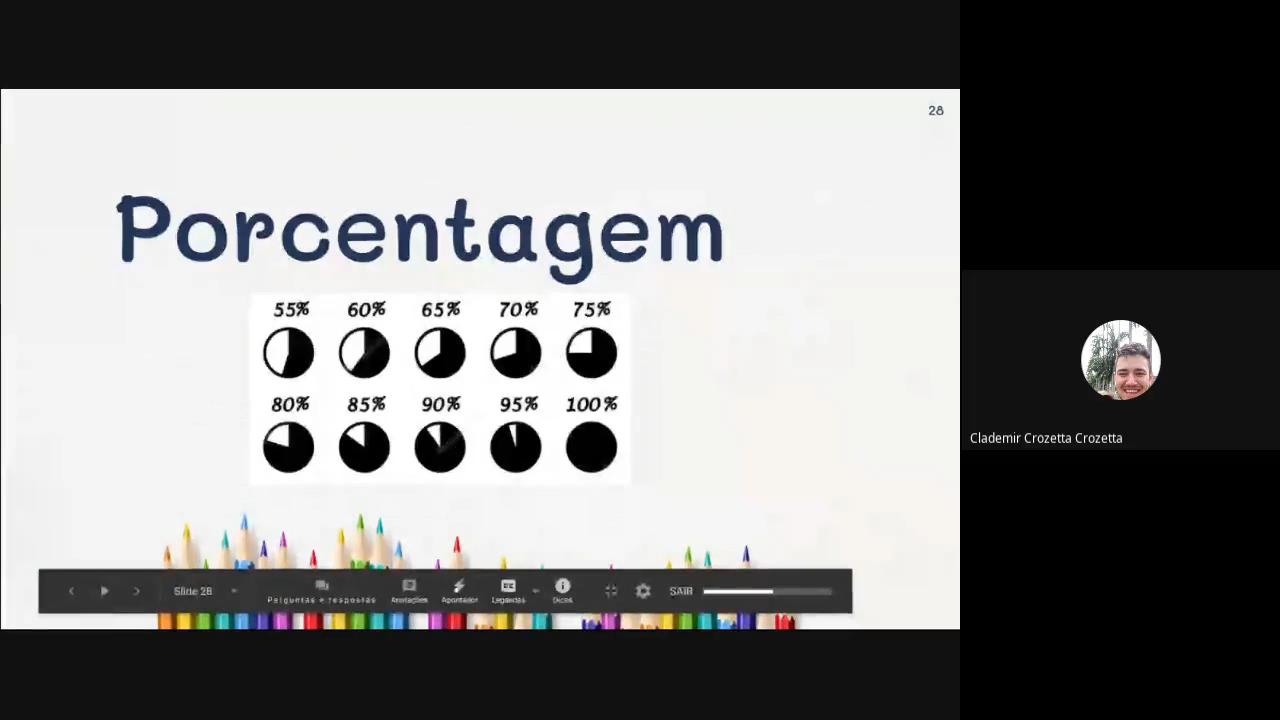 28
Porcentagem
55% 60% 65% 70% 75%
80% 85% 90% 95% 100%
Slide 28 Perguntas e respostas Anotações Apontador Legendas Dicas SAIR
Clademir Crozetta Crozetta